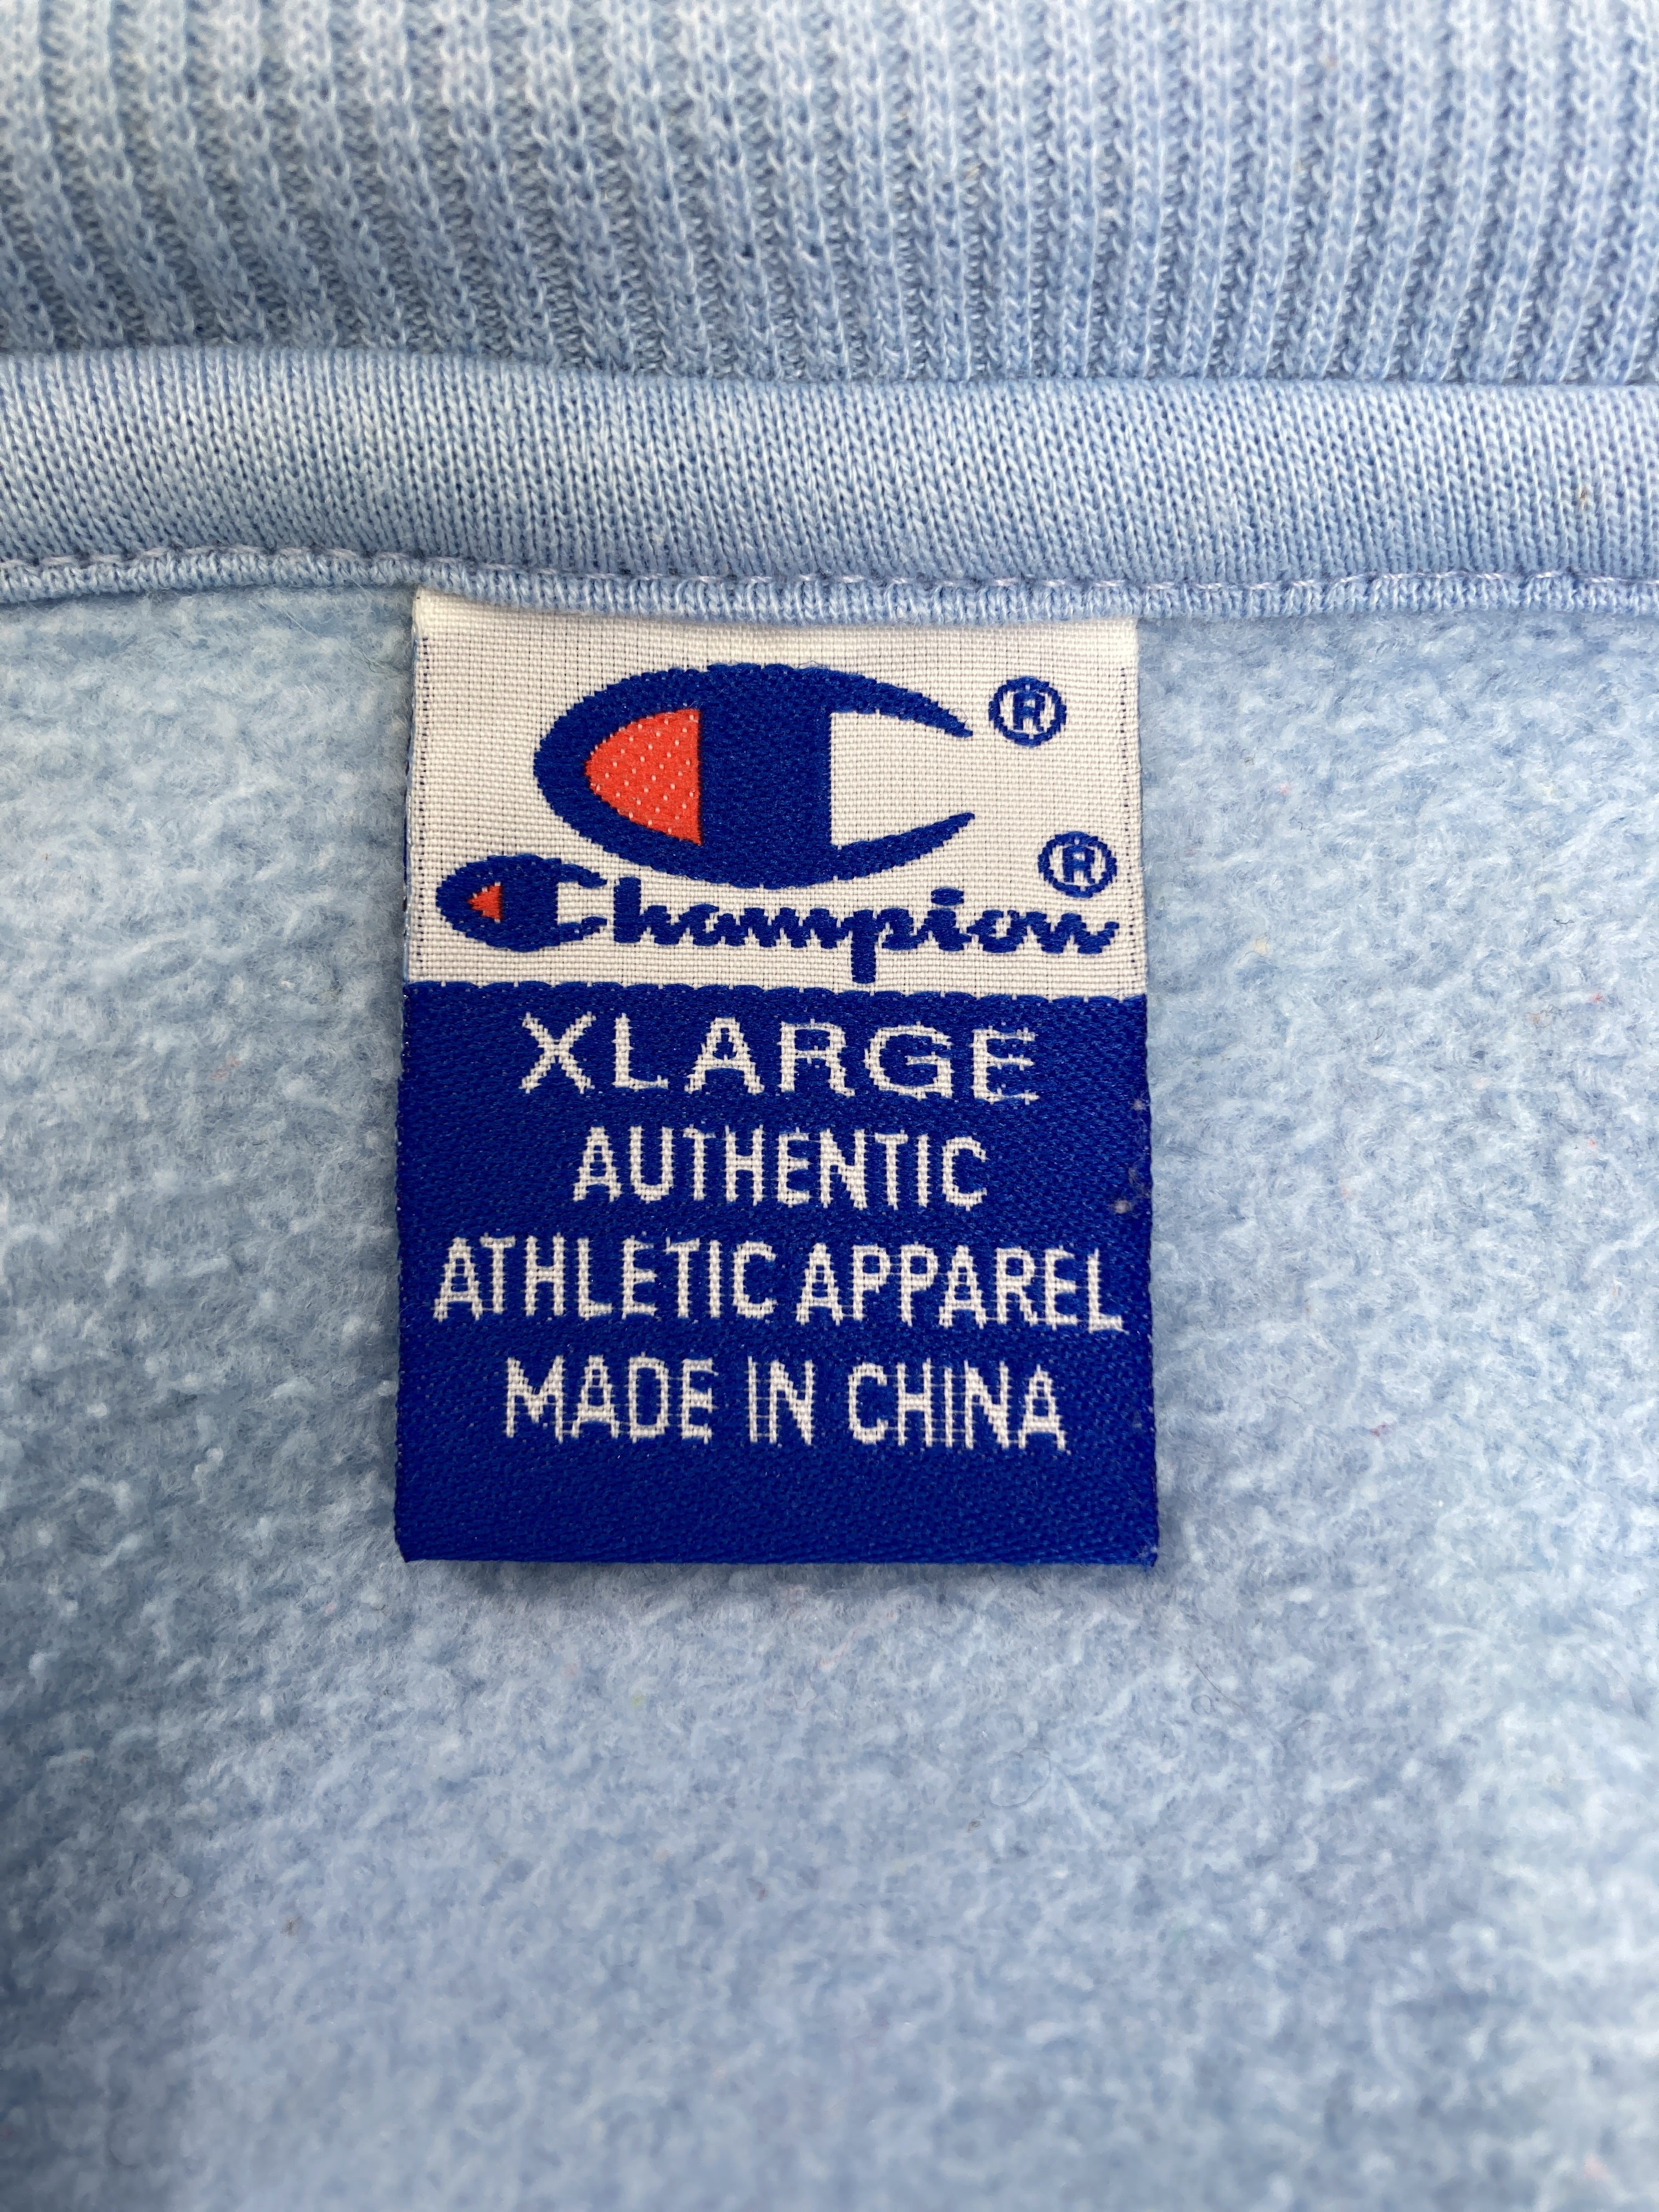 ®
Champion®
XLARGE
AUTHENTIC
ATHLETIC APPAREL
MADE IN CHINA